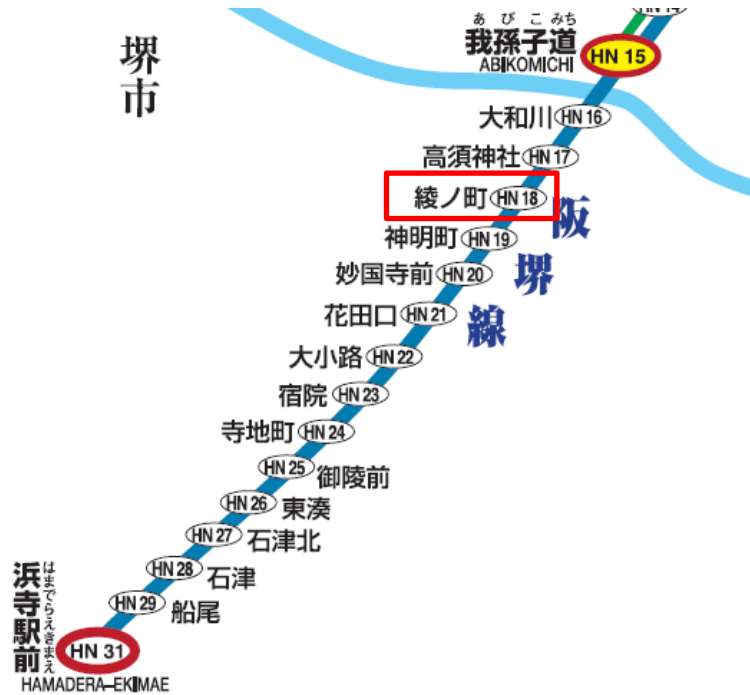 あびこみち
我孫子道
ABIKOMICHI
HN 15
堺市
大和川 HN 16
高須神社 HN 17
綾ノ町 HN 18
神明町 HN 19
妙国寺前 HN 20
花田口 HN 21
大小路 HN 22
宿院 HN 23
寺地町 HN 24
HN 25 御陵前
HN 26 東湊
HN 27 石津北
HN 28 石津
HN 29 船尾
阪堺線
浜寺駅前
はまでらえきまえ
HN 31
HAMADERA-EKIMAE